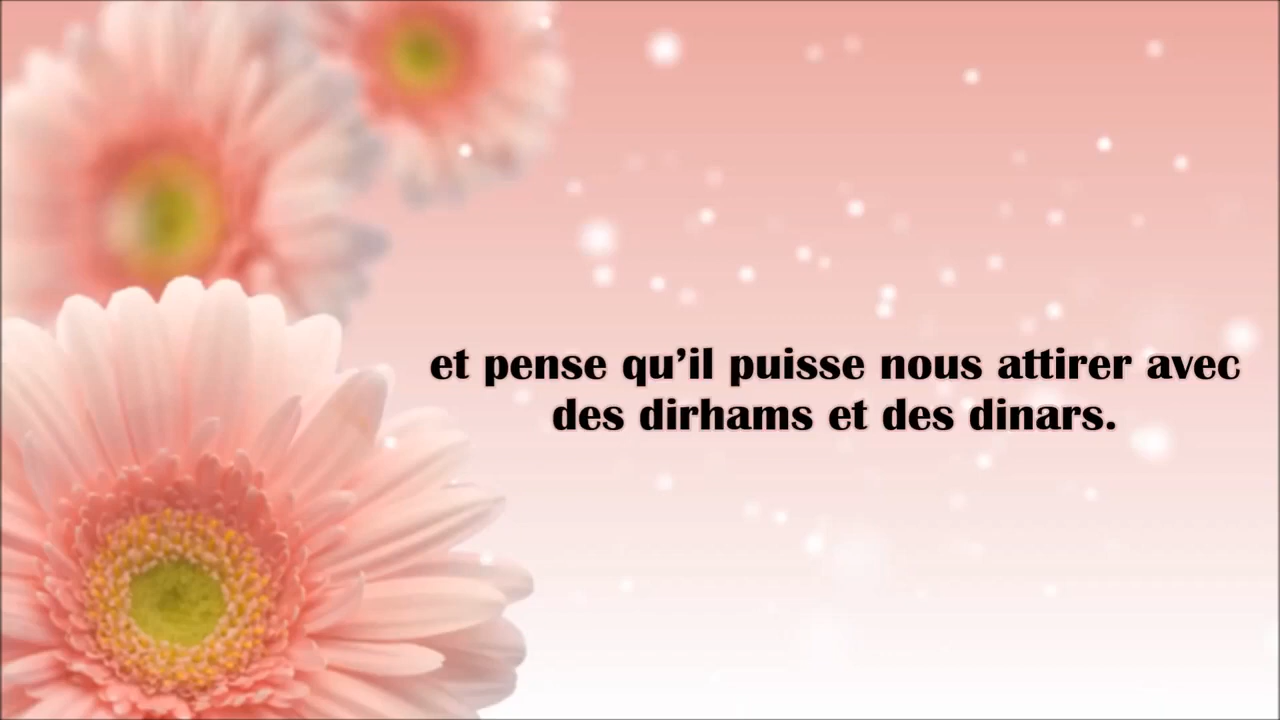 et pense qu’il puisse nous attirer avec
des dirhams et des dinars.